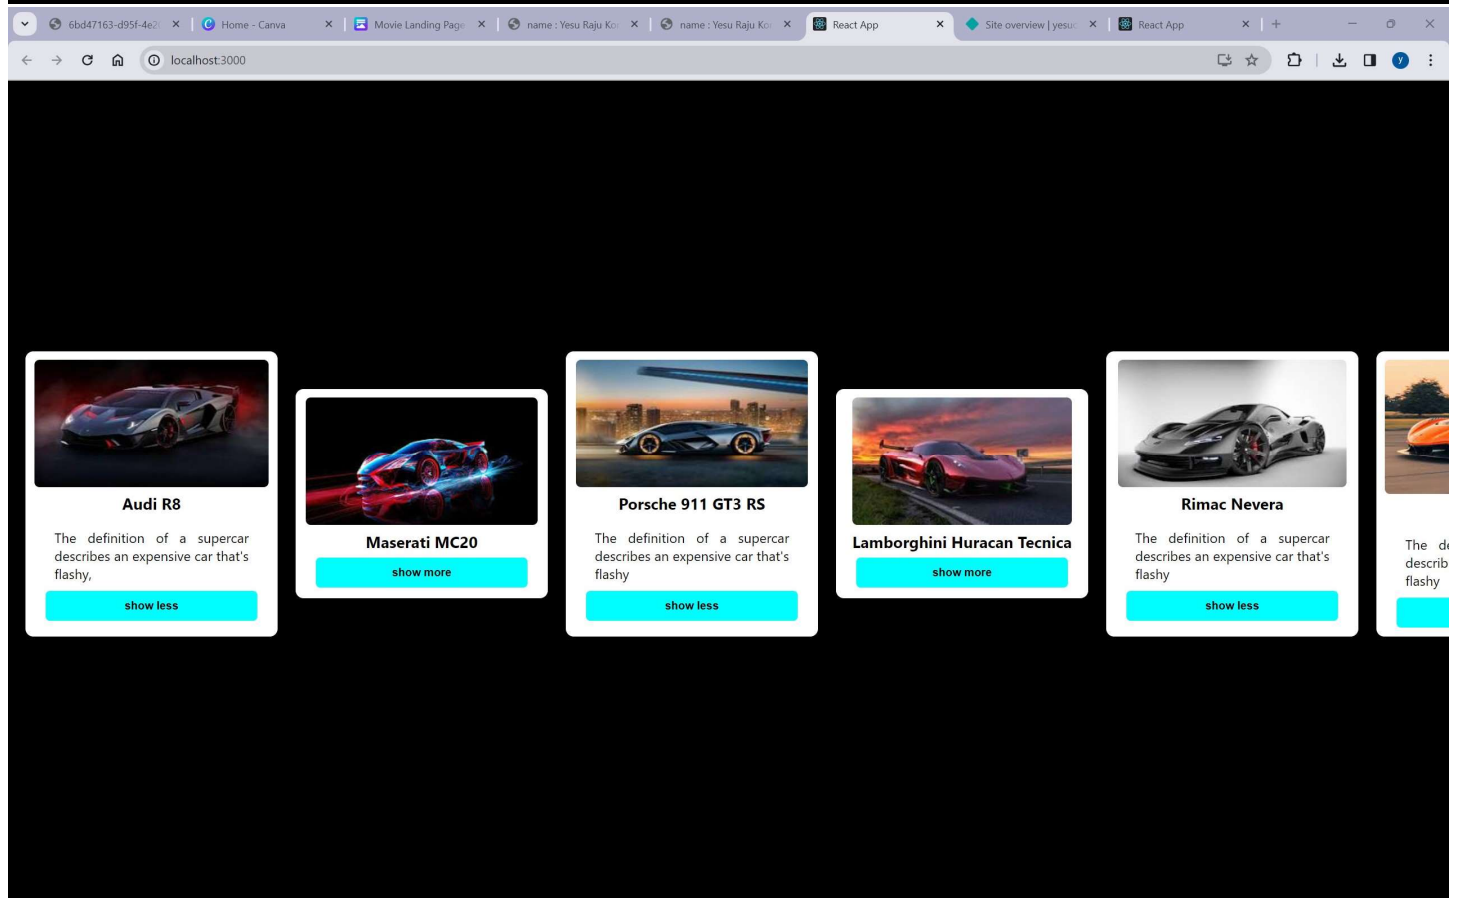 6bd47163-d95f-4e2
Home - Canva
Movie Landing Page
name : Yesu Raju Ko
name : Yesu Raju Ko
React App
Site overview | yesu
React App
localhost:3000
y
Audi R8
The definition of a supercar
describes an expensive car that's
flashy,
show less
Maserati MC20
show more
Porsche 911 GT3 RS
The definition of a supercar
describes an expensive car that's
flashy
show less
Lamborghini Huracan Tecnica
show more
Rimac Nevera
The definition of a supercar
describes an expensive car that's
flashy
show less
The de
describ
flashy